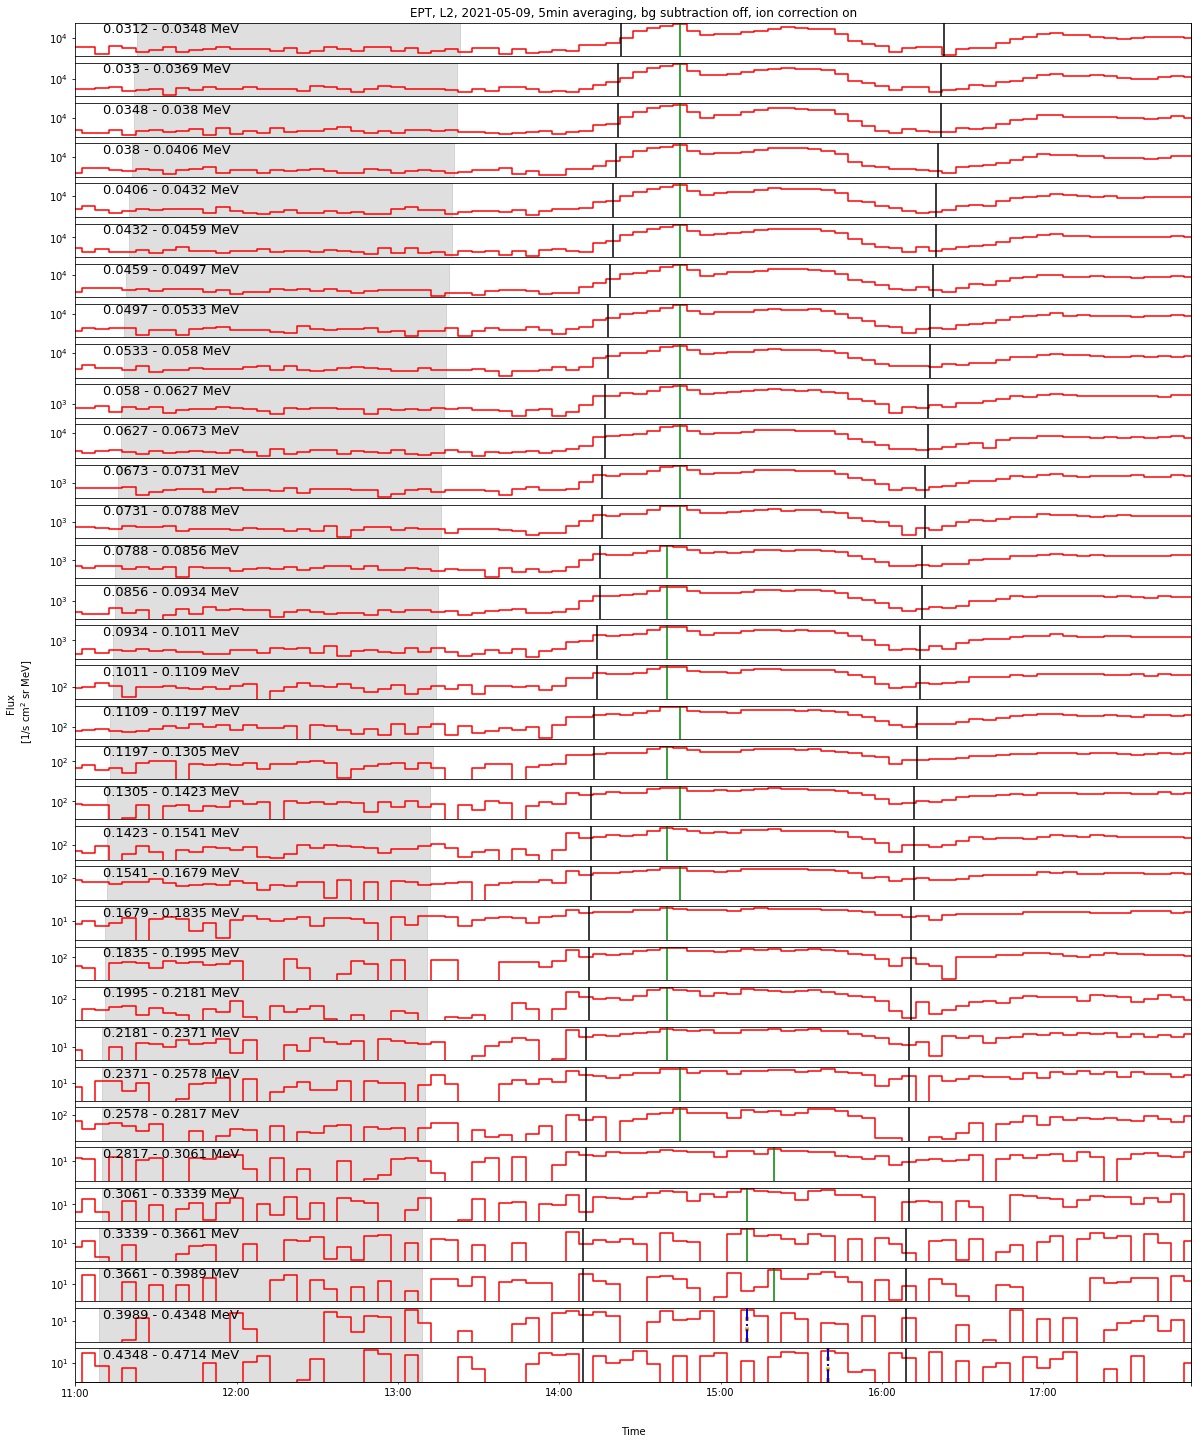 EPT, L2, 2021-05-09, 5min averaging, bg subtraction off, ion correction on
10⁴ 0.0312 - 0.0348 MeV
10⁴ 0.033 - 0.0369 MeV
10⁴ 0.0348 - 0.038 MeV
10⁴ 0.038 - 0.0406 MeV
10⁴ 0.0406 - 0.0432 MeV
10⁴ 0.0432 - 0.0459 MeV
10⁴ 0.0459 - 0.0497 MeV
10⁴ 0.0497 - 0.0533 MeV
10⁴ 0.0533 - 0.058 MeV
10³ 0.058 - 0.0627 MeV
10⁴ 0.0627 - 0.0673 MeV
10³ 0.0673 - 0.0731 MeV
10³ 0.0731 - 0.0788 MeV
10³ 0.0788 - 0.0856 MeV
10³ 0.0856 - 0.0934 MeV
10³ 0.0934 - 0.1011 MeV
10² 0.1011 - 0.1109 MeV
10² 0.1109 - 0.1197 MeV
10² 0.1197 - 0.1305 MeV
10² 0.1305 - 0.1423 MeV
10² 0.1423 - 0.1541 MeV
10² 0.1541 - 0.1679 MeV
10¹ 0.1679 - 0.1835 MeV
10² 0.1835 - 0.1995 MeV
10² 0.1995 - 0.2181 MeV
10¹ 0.2181 - 0.2371 MeV
10¹ 0.2371 - 0.2578 MeV
10² 0.2578 - 0.2817 MeV
10¹ 0.2817 - 0.3061 MeV
10¹ 0.3061 - 0.3339 MeV
10¹ 0.3339 - 0.3661 MeV
10¹ 0.3661 - 0.3989 MeV
10¹ 0.3989 - 0.4348 MeV
10¹ 0.4348 - 0.4714 MeV
Flux
[1/s cm² sr MeV]
11:00 12:00 13:00 14:00 15:00 16:00 17:00
Time